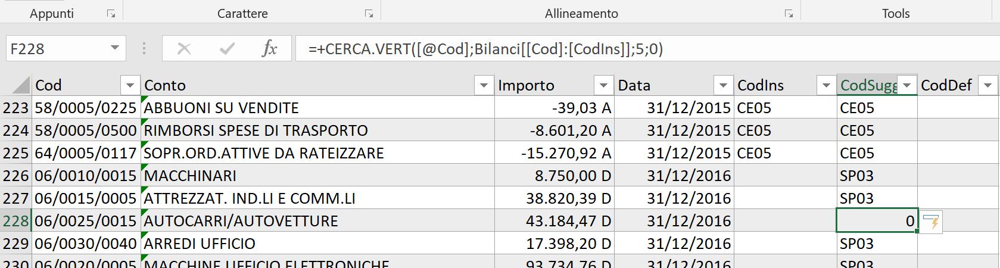 Appunti Carattere Allineamento Tools
F228 fx =+CERCA.VERT([@Cod];Bilanci[[Cod]:[CodIns]];5;0)
Cod Conto Importo Data CodIns CodSugg CodDef
223 58/0005/0225 ABBUONI SU VENDITE -39,03 A 31/12/2015 CE05 CE05
224 58/0005/0500 RIMBORSI SPESE DI TRASPORTO -8.601,20 A 31/12/2015 CE05 CE05
225 64/0005/0117 SOPR.ORD.ATTIVE DA RATEIZZARE -15.270,92 A 31/12/2015 CE05 CE05
226 06/0010/0015 MACCHINARI 8.750,00 D 31/12/2016 SP03
227 06/0015/0005 ATTREZZAT. IND.LI E COMM.LI 38.820,39 D 31/12/2016 SP03
228 06/0025/0015 AUTOCARRI/AUTOVETTURE 43.184,47 D 31/12/2016 0
229 06/0030/0040 ARREDI UFFICIO 17.398,20 D 31/12/2016 SP03
230 06/0020/0005 MACCHINE UFFICIO ELETTRONICHE 93.734,76 D 31/12/2016 SP03